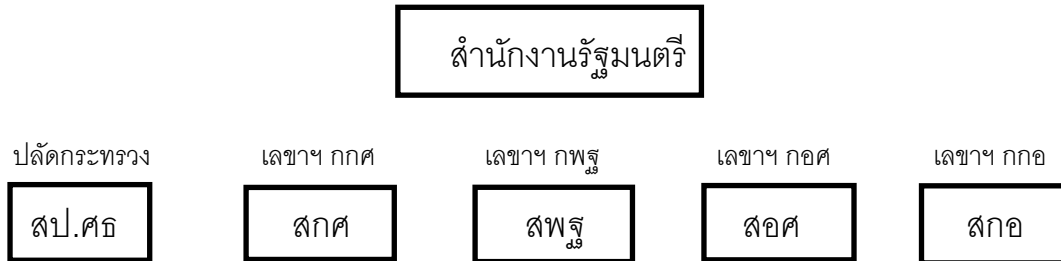 สำนักงานรัฐมนตรี
ปลัดกระทรวง เลขาฯ กกศ เลขาฯ กพฐ เลขาฯ กอศ เลขาฯ กกอ
สป.ศธ สกศ สพฐ สอศ สกอ